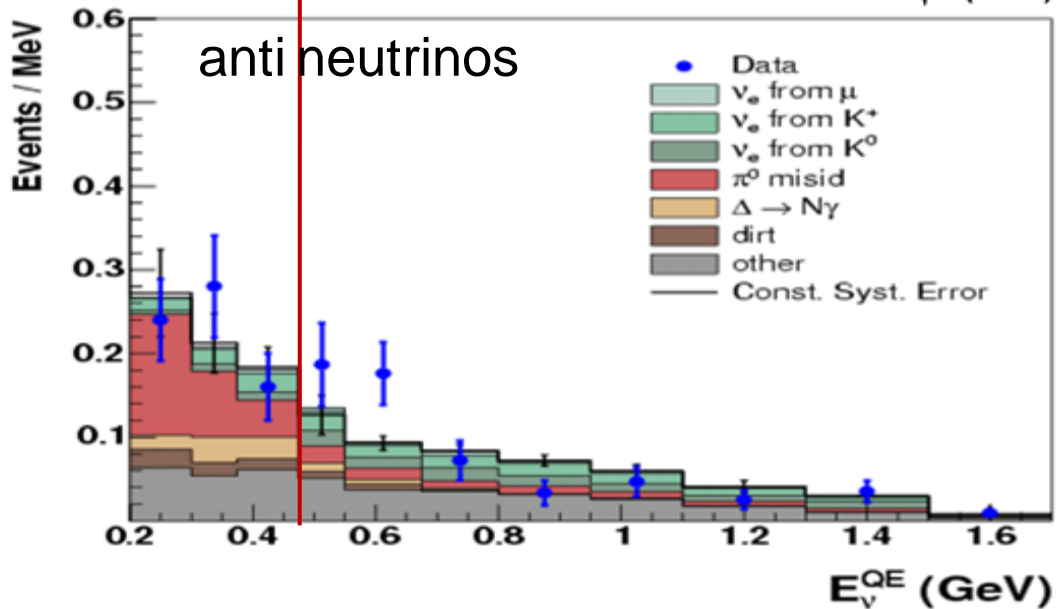 0.6
anti neutrinos
Events / MeV
0.5
0.4
0.3
0.2
0.1
Data
νe from μ
νe from K⁺
νe from K⁰
π⁰ misid
Δ → Nγ
dirt
other
Const. Syst. Error
0.2 0.4 0.6 0.8 1 1.2 1.4 1.6
EνQE (GeV)